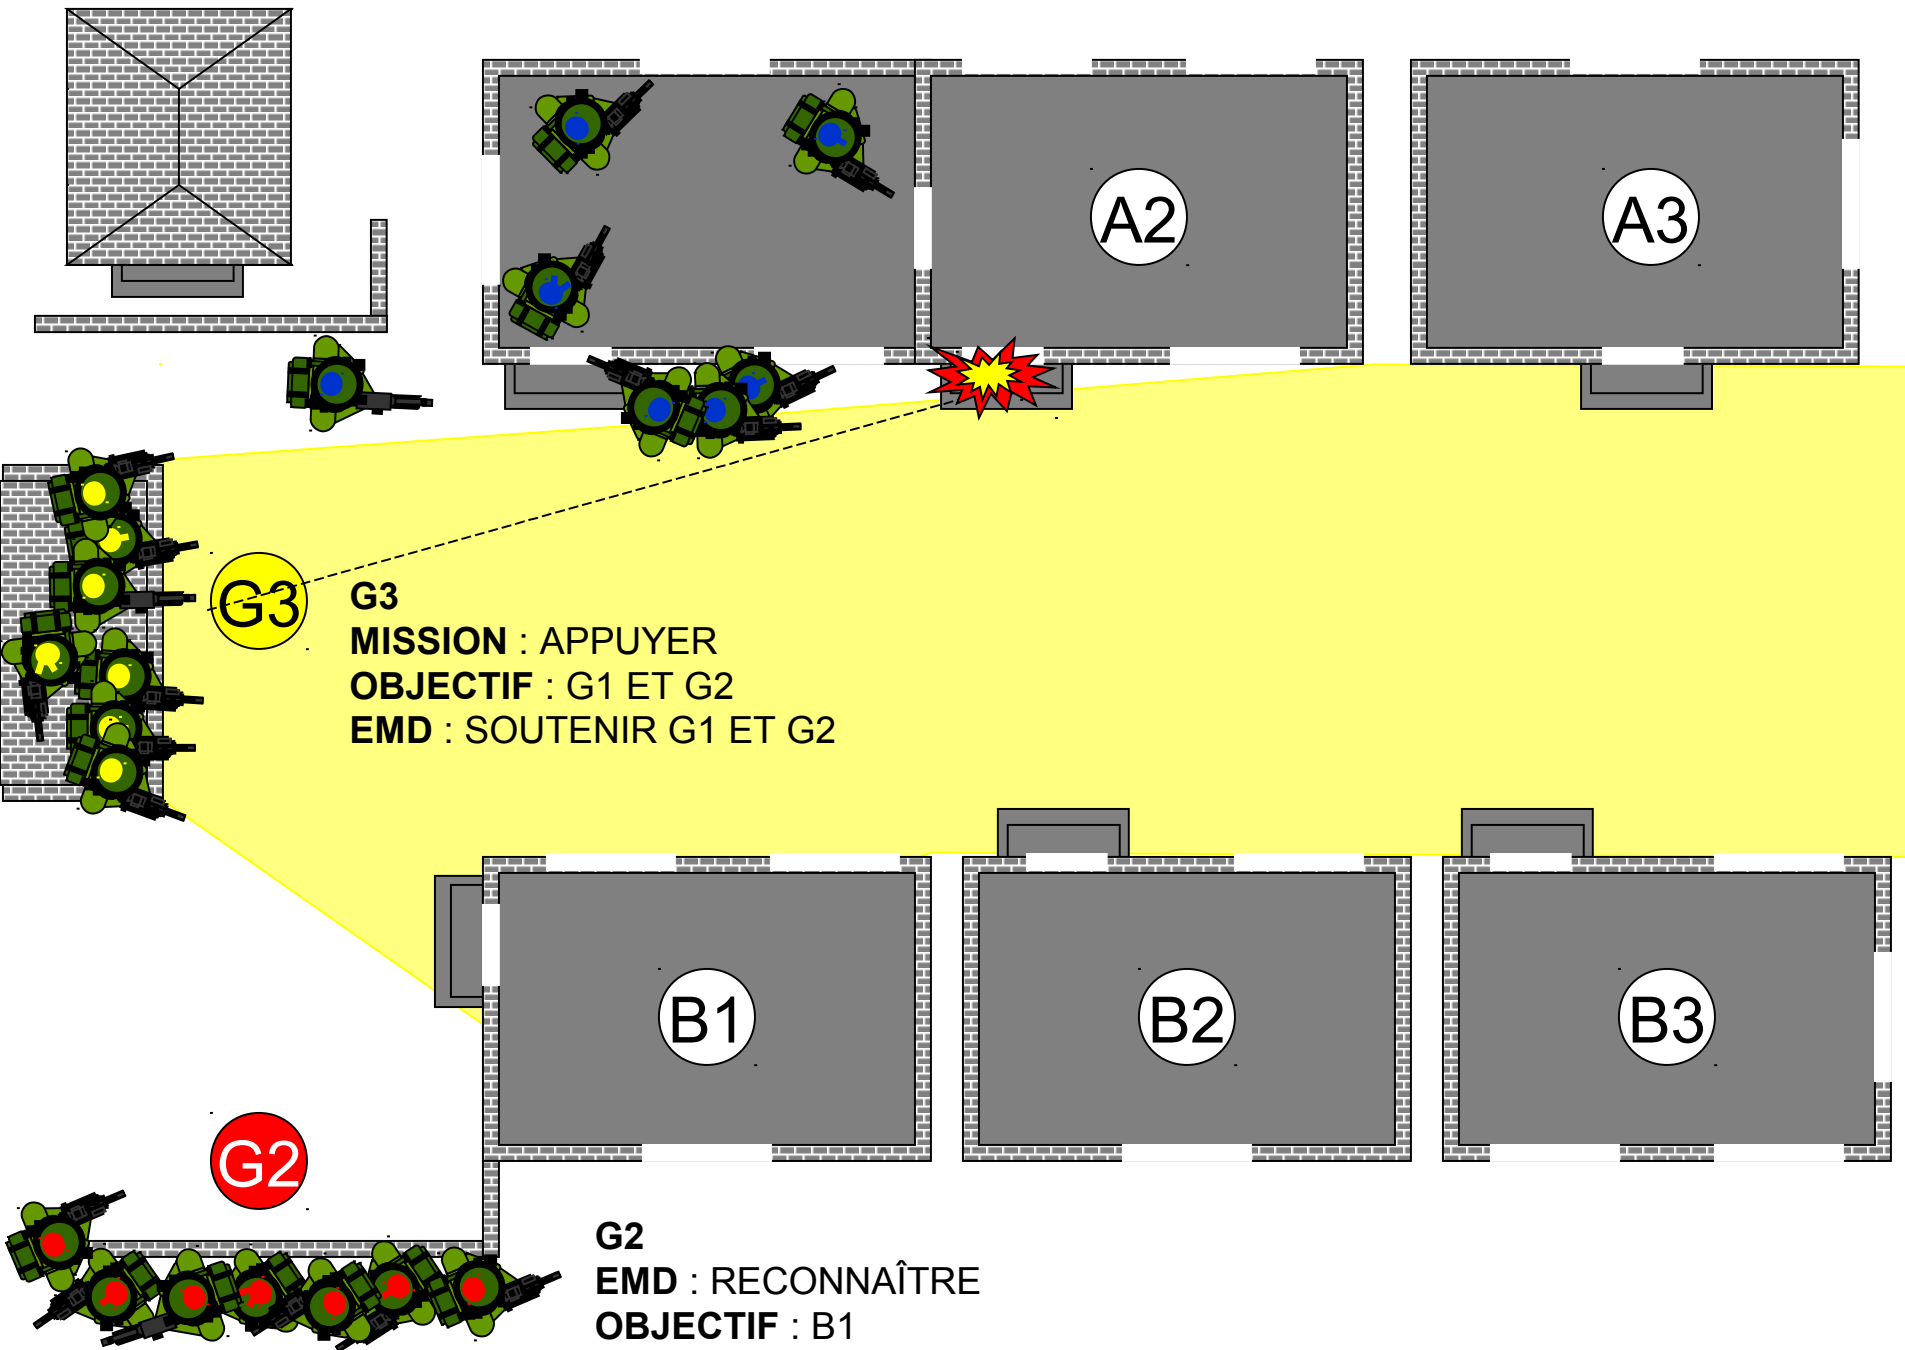 A2
A3
G3
G3
MISSION : APPUYER
OBJECTIF : G1 ET G2
EMD : SOUTENIR G1 ET G2
B1
B2
B3
G2
G2
EMD : RECONNAÎTRE
OBJECTIF : B1